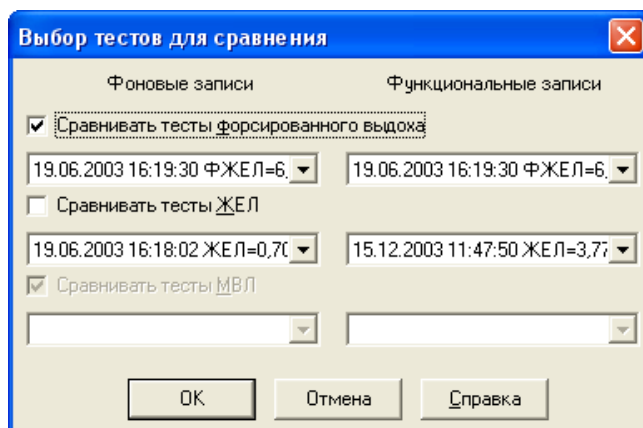 Выбор тестов для сравнения
Фоновые записи Функциональные записи
Сравнивать тесты форсированного выдоха
19.06.2003 16:19:30 ФЖЕЛ=6, 19.06.2003 16:19:30 ФЖЕЛ=6,
Сравнивать тесты ЖЕЛ
19.06.2003 16:18:02 ЖЕЛ=0,70 15.12.2003 11:47:50 ЖЕЛ=3,77
Сравнивать тесты МВЛ
OK Отмена Справка